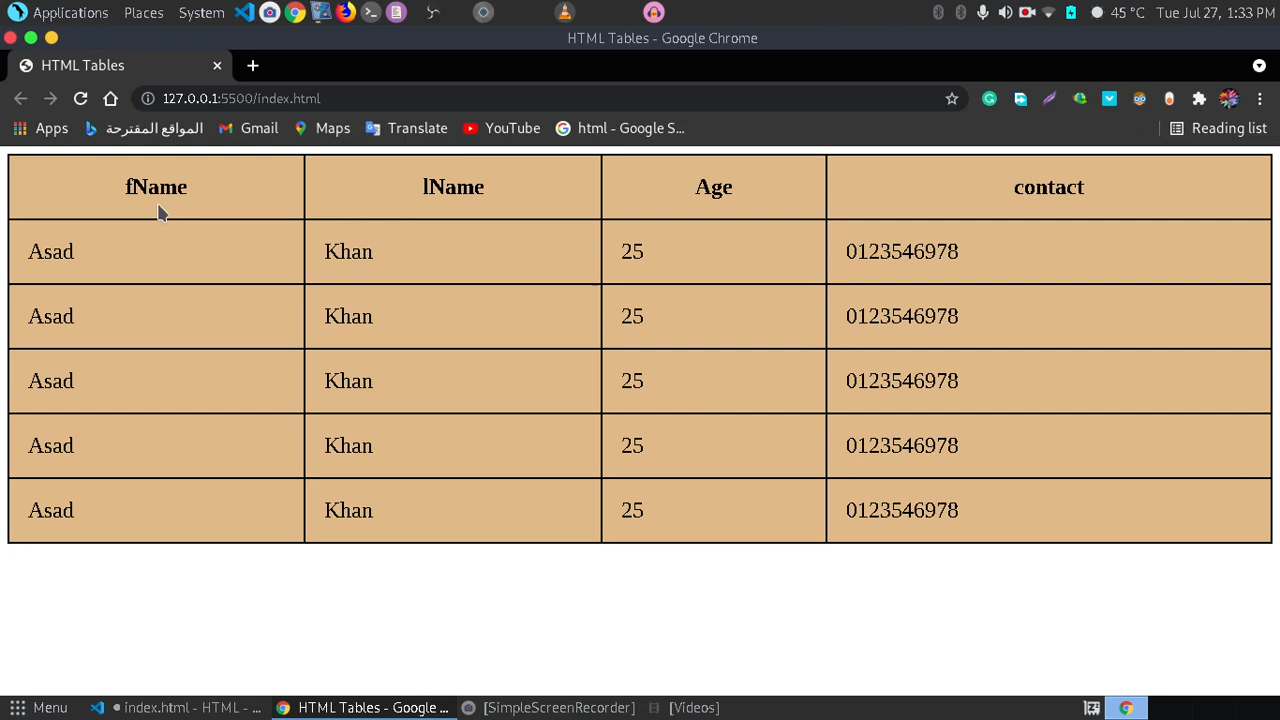 Applications Places System 45 °C Tue Jul 27, 1:33 PM
HTML Tables - Google Chrome
HTML Tables
127.0.0.1:5500/index.html
Apps المواقع المقترحة Gmail Maps Translate YouTube html - Google S... Reading list
fName lName Age contact
Asad Khan 25 0123546978
Asad Khan 25 0123546978
Asad Khan 25 0123546978
Asad Khan 25 0123546978
Asad Khan 25 0123546978
Menu index.html - HTML - ... HTML Tables - Google ... [SimpleScreenRecorder] [Videos]